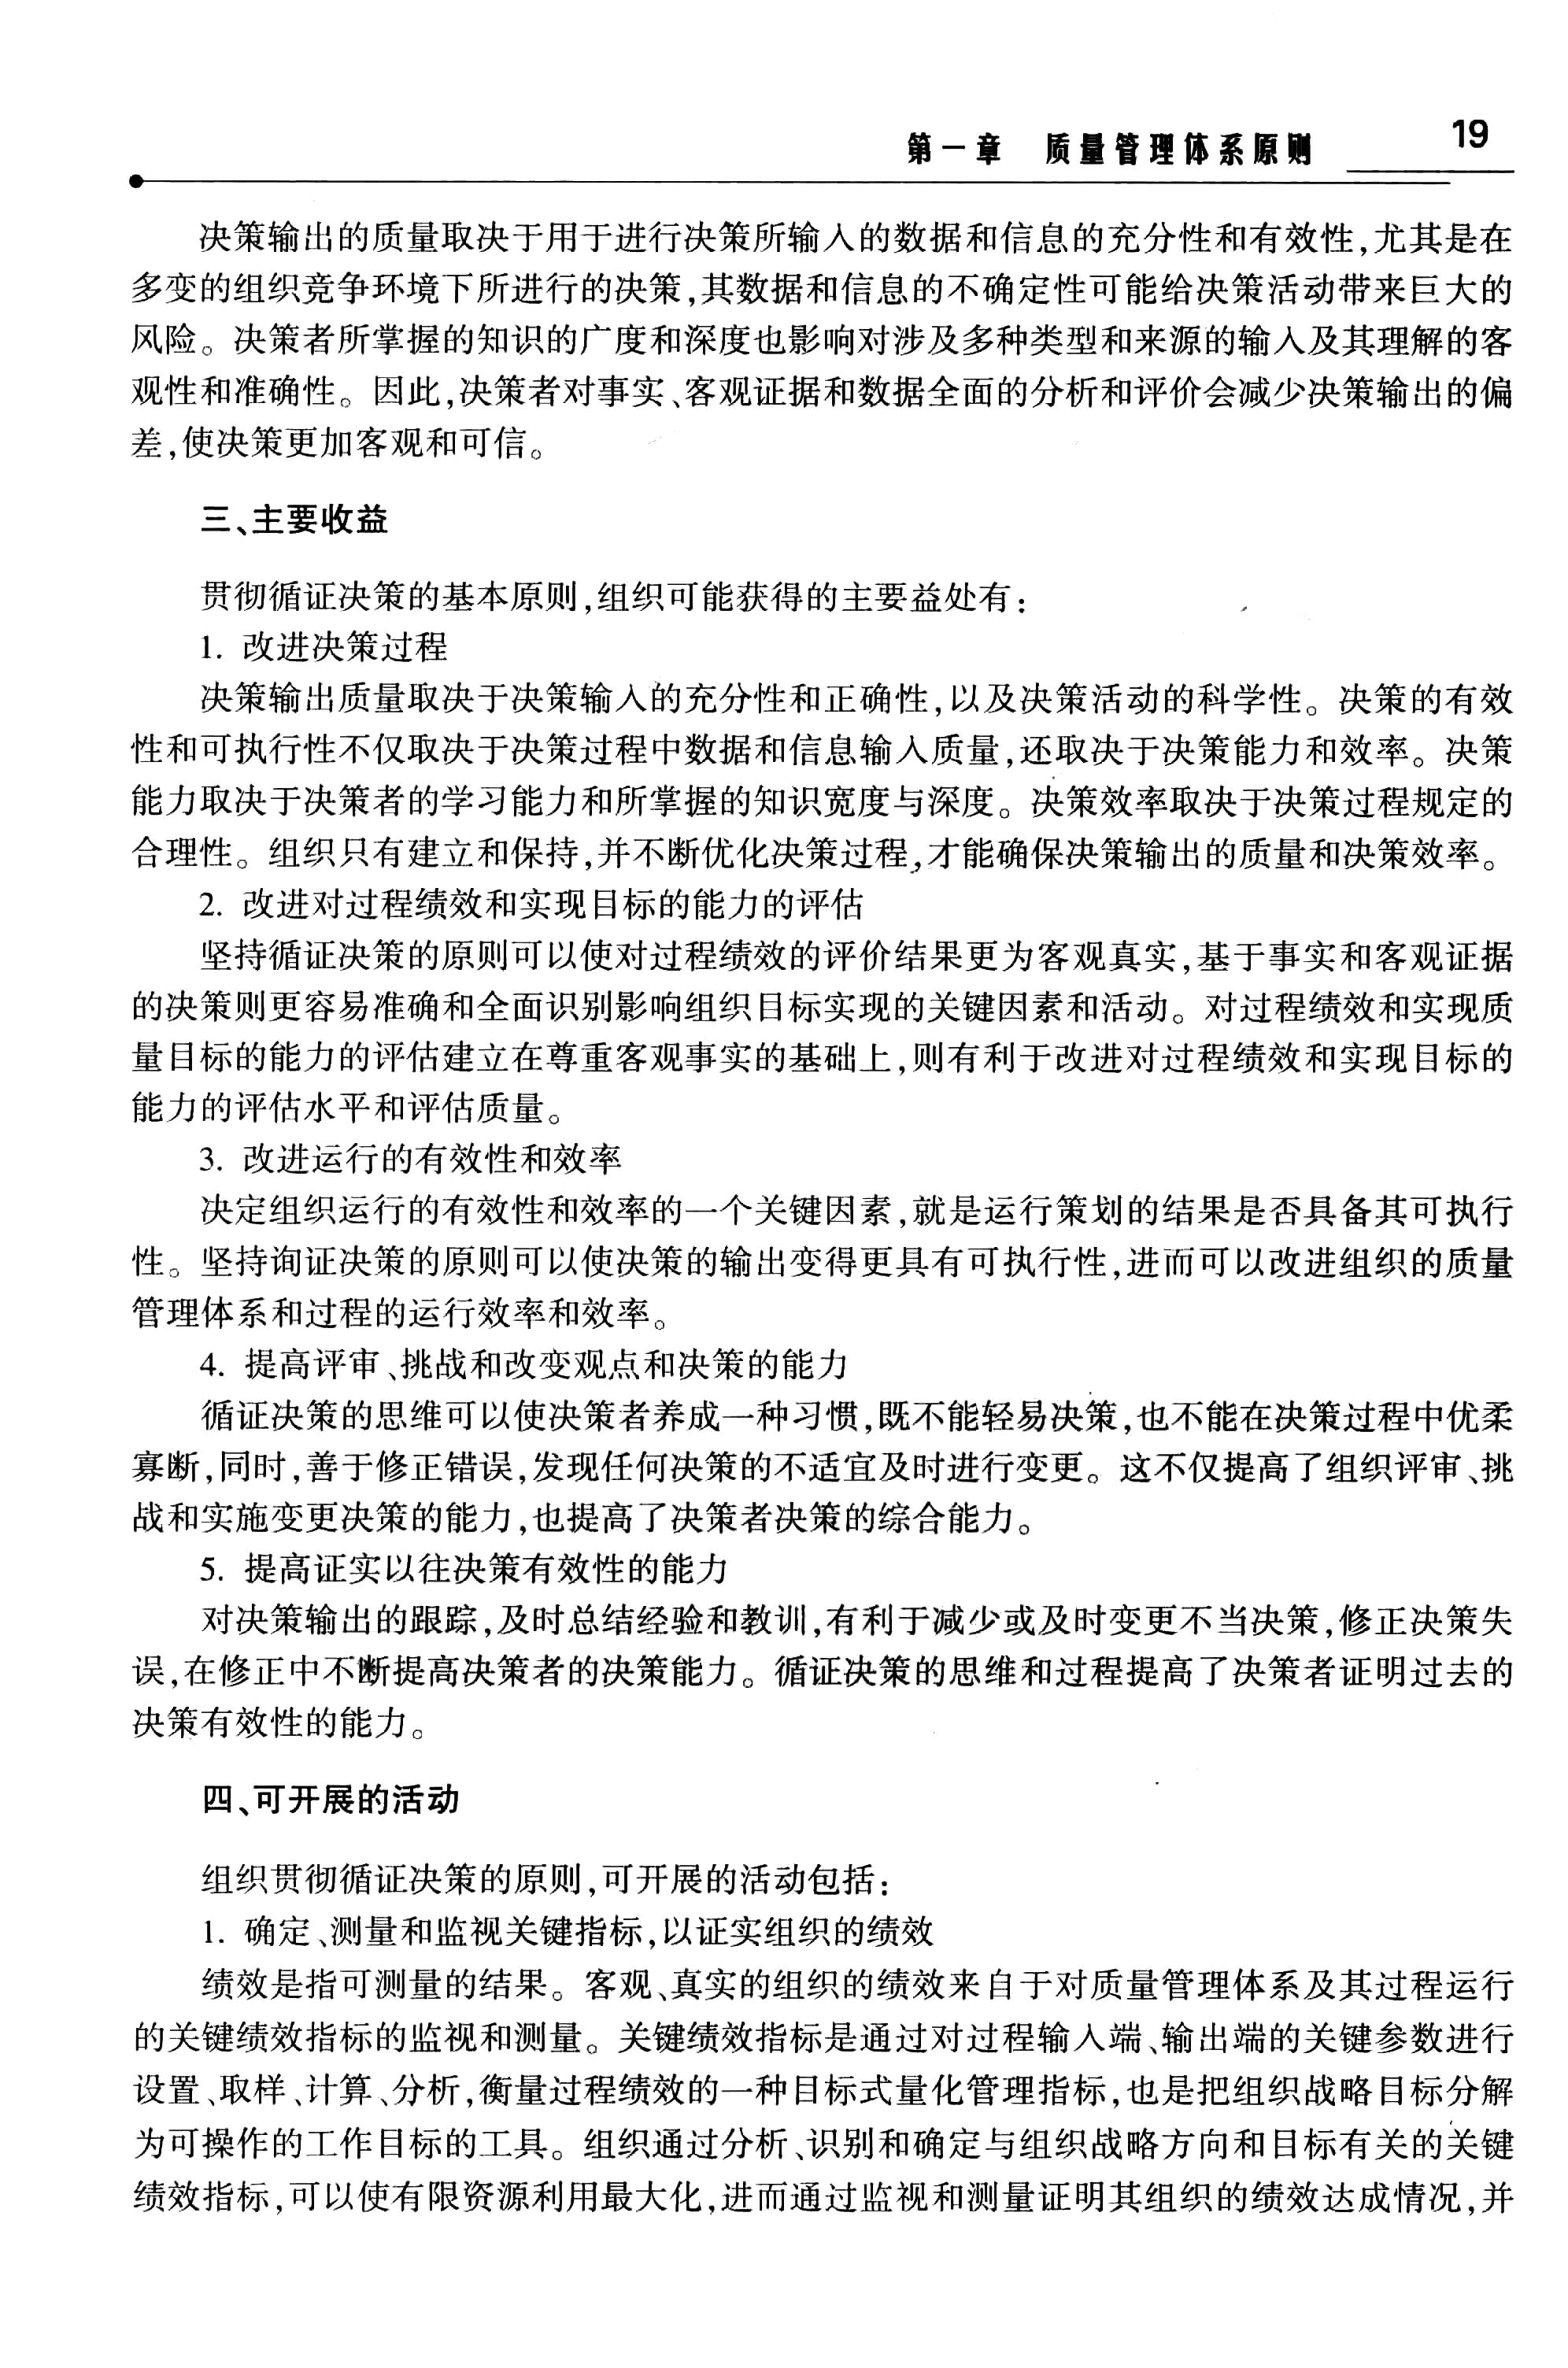 第一章　质量管理体系原则
19
决策输出的质量取决于用于进行决策所输入的数据和信息的充分性和有效性,尤其是在
多变的组织竞争环境下所进行的决策,其数据和信息的不确定性可能给决策活动带来巨大的
风险。决策者所掌握的知识的广度和深度也影响对涉及多种类型和来源的输入及其理解的客
观性和准确性。因此,决策者对事实、客观证据和数据全面的分析和评价会减少决策输出的偏
差,使决策更加客观和可信。
三、主要收益
贯彻循证决策的基本原则,组织可能获得的主要益处有:
1. 改进决策过程
决策输出质量取决于决策输入的充分性和正确性,以及决策活动的科学性。决策的有效
性和可执行性不仅取决于决策过程中数据和信息输入质量,还取决于决策能力和效率。决策
能力取决于决策者的学习能力和所掌握的知识宽度与深度。决策效率取决于决策过程规定的
合理性。组织只有建立和保持,并不断优化决策过程,才能确保决策输出的质量和决策效率。
2. 改进对过程绩效和实现目标的能力的评估
坚持循证决策的原则可以使对过程绩效的评价结果更为客观真实,基于事实和客观证据
的决策则更容易准确和全面识别影响组织目标实现的关键因素和活动。对过程绩效和实现质
量目标的能力的评估建立在尊重客观事实的基础上,则有利于改进对过程绩效和实现目标的
能力的评估水平和评估质量。
3. 改进运行的有效性和效率
决定组织运行的有效性和效率的一个关键因素,就是运行策划的结果是否具备其可执行
性。坚持询证决策的原则可以使决策的输出变得更具有可执行性,进而可以改进组织的质量
管理体系和过程的运行效率和效率。
4. 提高评审、挑战和改变观点和决策的能力
循证决策的思维可以使决策者养成一种习惯,既不能轻易决策,也不能在决策过程中优柔
寡断,同时,善于修正错误,发现任何决策的不适宜及时进行变更。这不仅提高了组织评审、挑
战和实施变更决策的能力,也提高了决策者决策的综合能力。
5. 提高证实以往决策有效性的能力
对决策输出的跟踪,及时总结经验和教训,有利于减少或及时变更不当决策,修正决策失
误,在修正中不断提高决策者的决策能力。循证决策的思维和过程提高了决策者证明过去的
决策有效性的能力。
四、可开展的活动
组织贯彻循证决策的原则,可开展的活动包括:
1. 确定、测量和监视关键指标,以证实组织的绩效
绩效是指可测量的结果。客观、真实的组织的绩效来自于对质量管理体系及其过程运行
的关键绩效指标的监视和测量。关键绩效指标是通过对过程输入端、输出端的关键参数进行
设置、取样、计算、分析,衡量过程绩效的一种目标式量化管理指标,也是把组织战略目标分解
为可操作的工作目标的工具。组织通过分析、识别和确定与组织战略方向和目标有关的关键
绩效指标,可以使有限资源利用最大化,进而通过监视和测量证明其组织的绩效达成情况,并